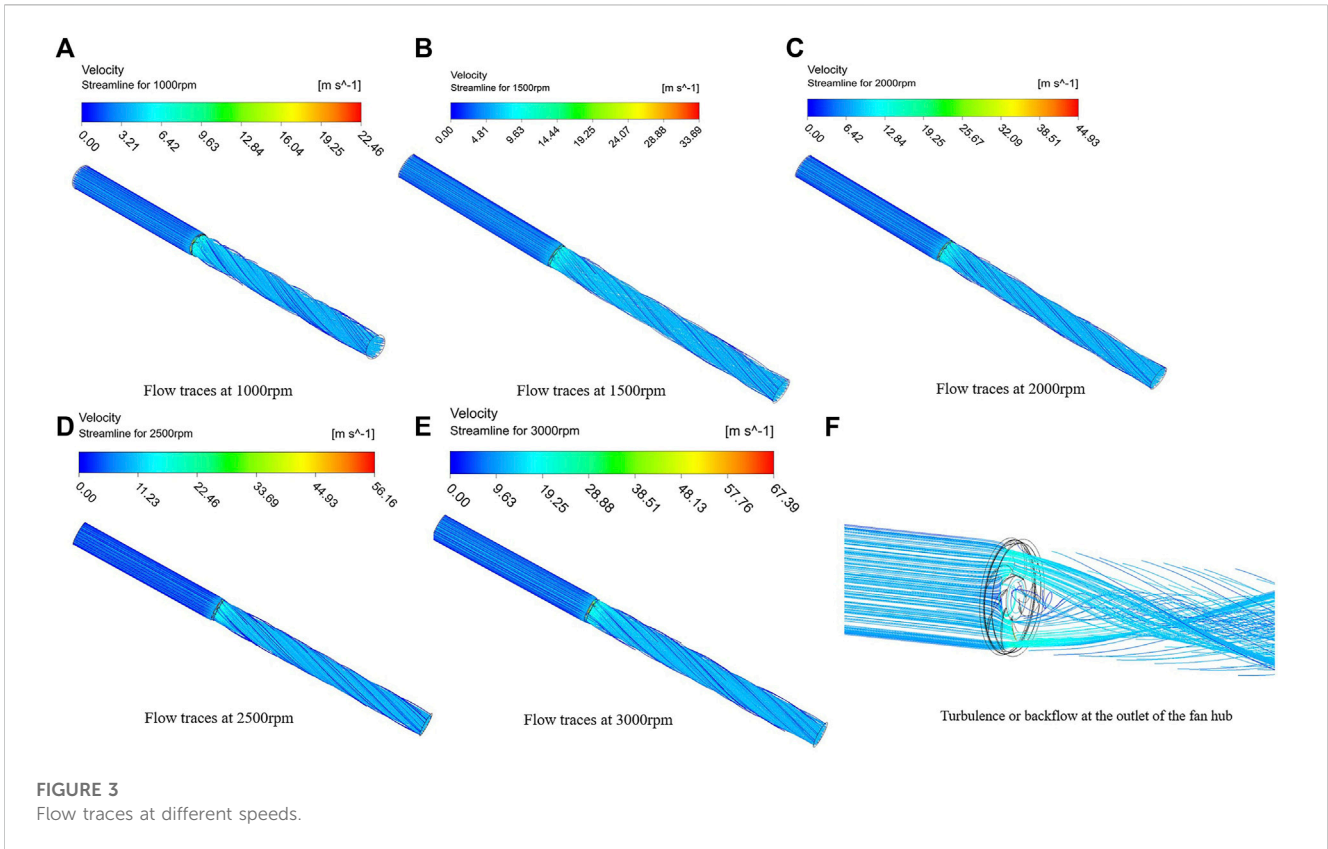 A
Velocity
Streamline for 1000rpm
[m s^-1]
0.00 3.21 6.42 9.63 12.84 16.04 19.25 22.46
Flow traces at 1000rpm
B
Velocity
Streamline for 1500rpm
[m s^-1]
0.00 4.81 9.63 14.44 19.25 24.07 28.88 33.69
Flow traces at 1500rpm
C
Velocity
Streamline for 2000rpm
[m s^-1]
0.00 6.42 12.84 19.25 25.67 32.09 38.51 44.93
Flow traces at 2000rpm
D
Velocity
Streamline for 2500rpm
[m s^-1]
0.00 11.23 22.46 33.69 44.93 56.16
Flow traces at 2500rpm
E
Velocity
Streamline for 3000rpm
[m s^-1]
0.00 9.63 19.25 28.88 38.51 48.13 57.76 67.39
Flow traces at 3000rpm
F
Turbulence or backflow at the outlet of the fan hub
FIGURE 3
Flow traces at different speeds.